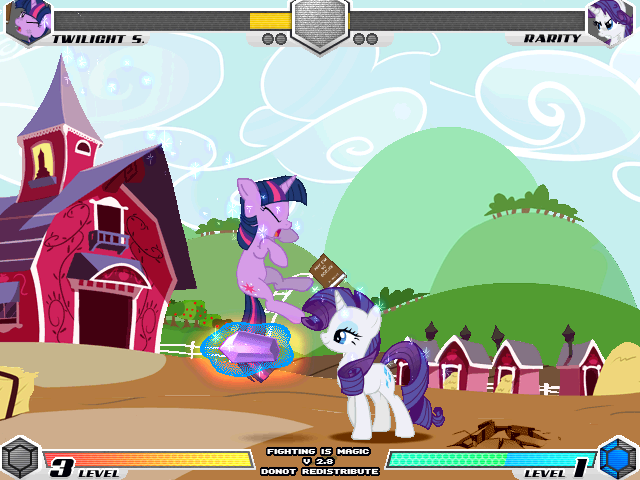 TWILIGHT S.
RARITY
3 LEVEL
FIGHTING IS MAGIC
V 2.8
DONOT REDISTRIBUTE
LEVEL 1